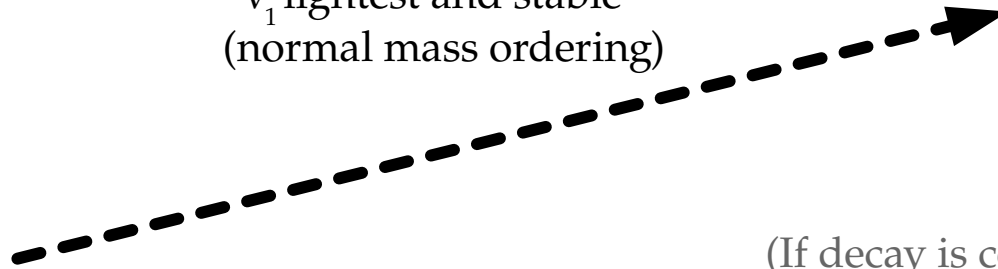 ν₁ lightest and stable
(normal mass ordering)
(If decay is